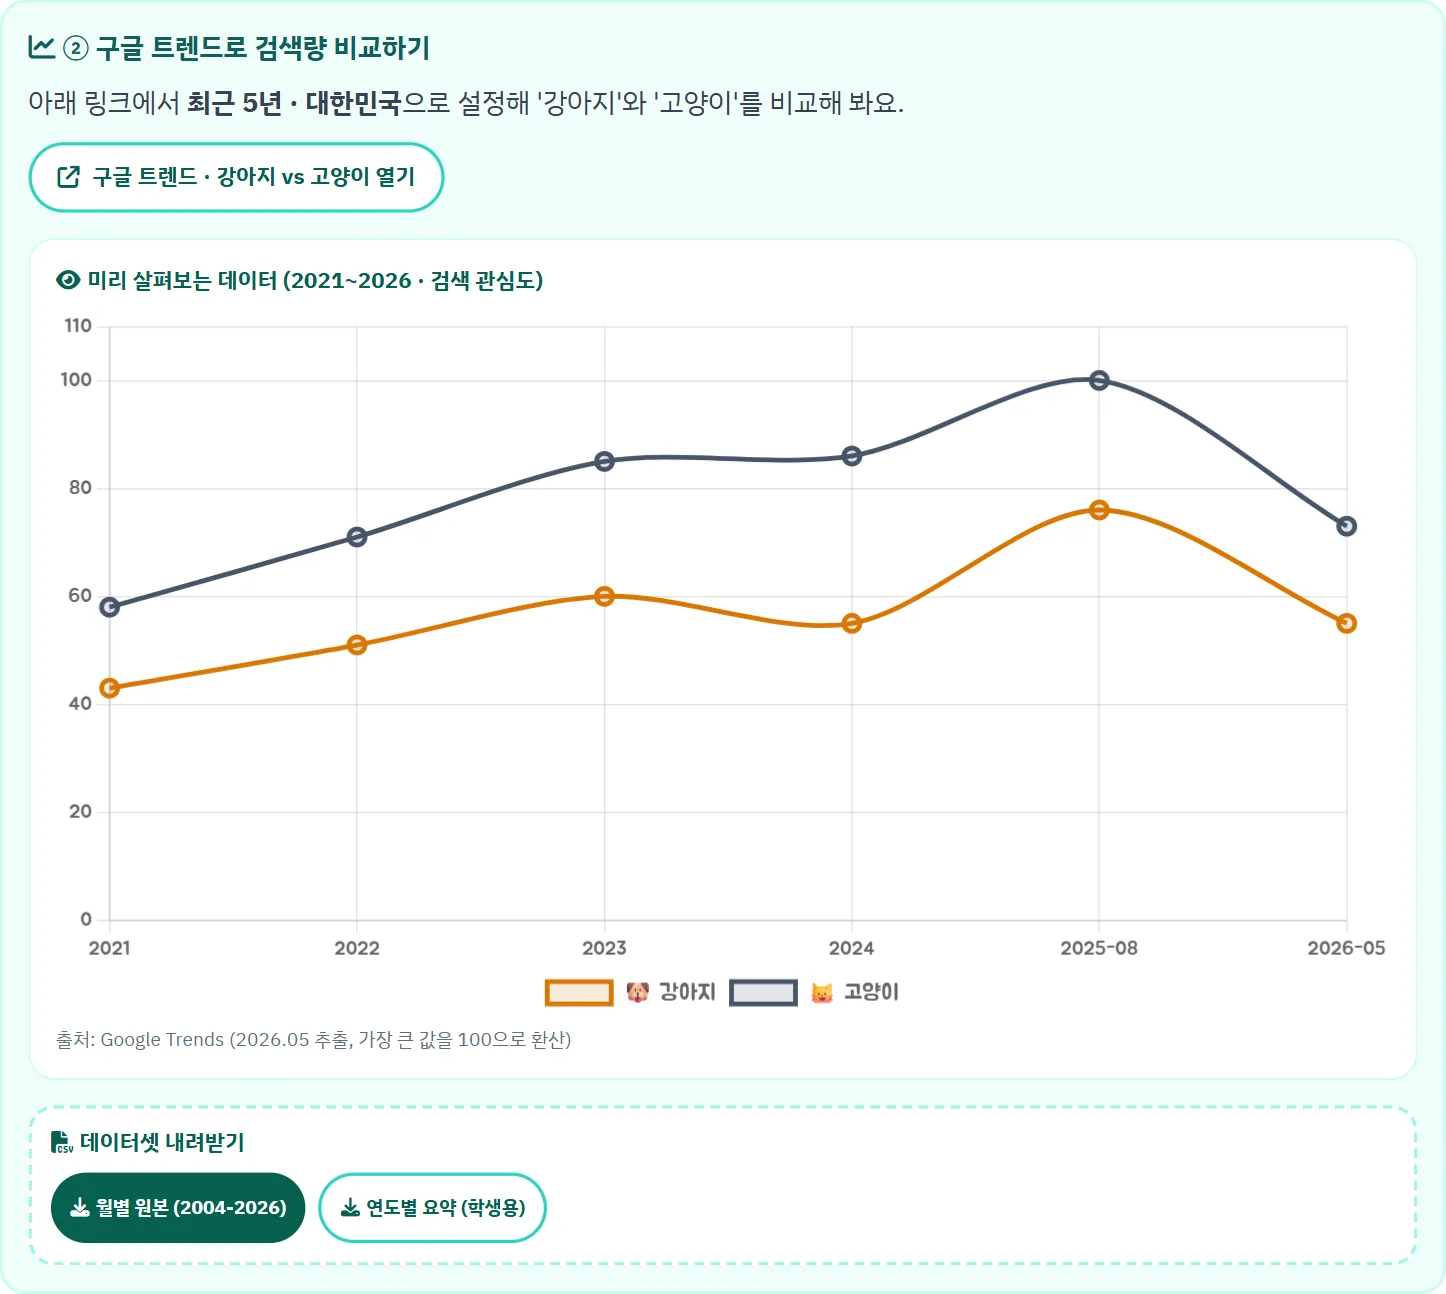 ② 구글 트렌드로 검색량 비교하기
아래 링크에서 최근 5년 · 대한민국으로 설정해 '강아지'와 '고양이'를 비교해 봐요.
구글 트렌드 · 강아지 vs 고양이 열기
미리 살펴보는 데이터 (2021~2026 · 검색 관심도)
110
100
80
60
40
20
0
2021 2022 2023 2024 2025-08 2026-05
강아지 고양이
출처: Google Trends (2026.05 추출, 가장 큰 값을 100으로 환산)
CSV 데이터셋 내려받기
월별 원본 (2004-2026) 연도별 요약 (학생용)